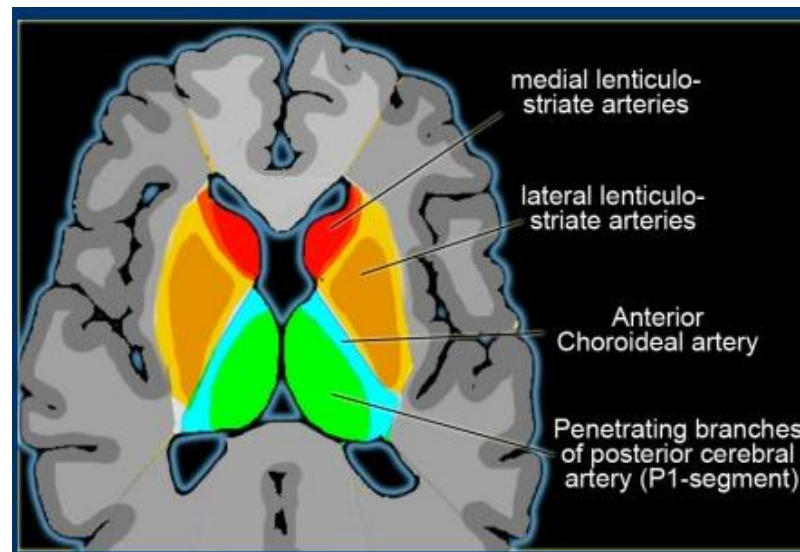 medial lenticulo-
striate arteries
lateral lenticulo-
striate arteries
Anterior
Choroideal artery
Penetrating branches
of posterior cerebral
artery (P1-segment)